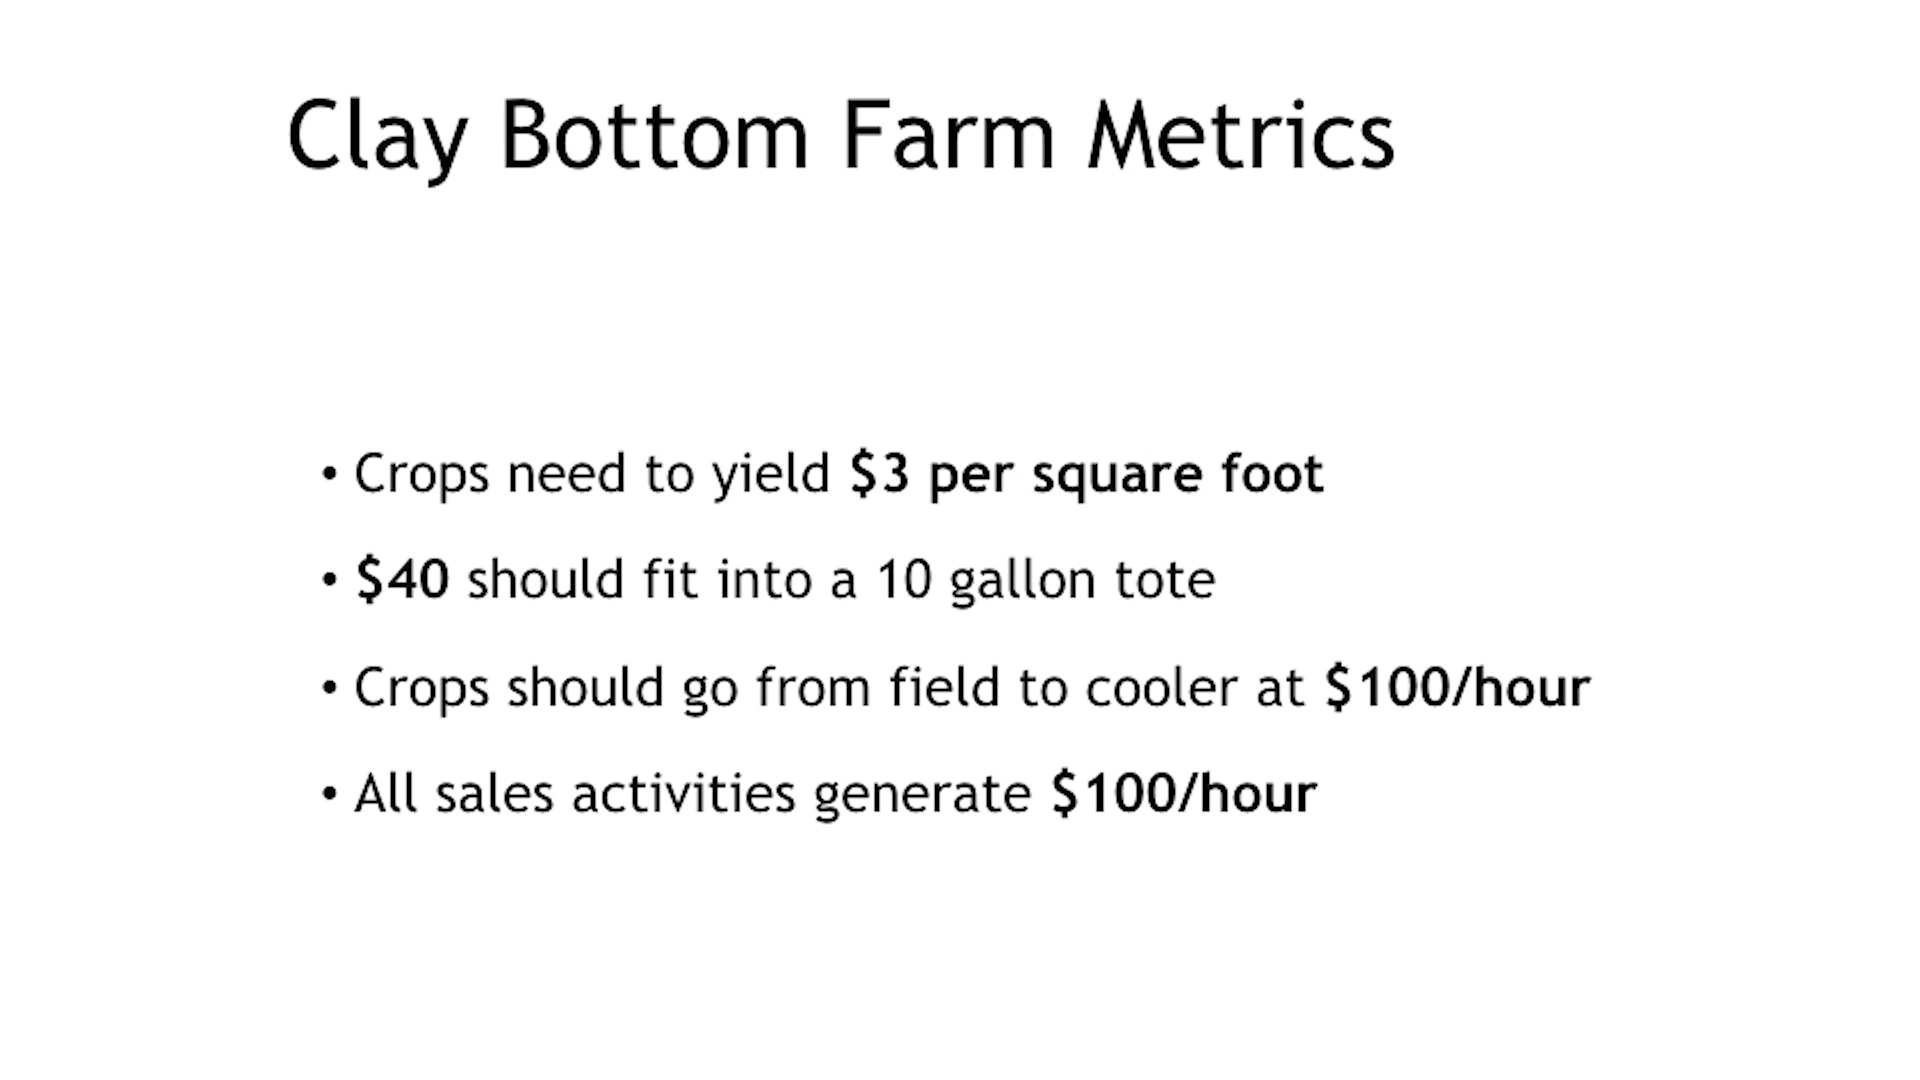 Clay Bottom Farm Metrics
• Crops need to yield $3 per square foot
• $40 should fit into a 10 gallon tote
• Crops should go from field to cooler at $100/hour
• All sales activities generate $100/hour